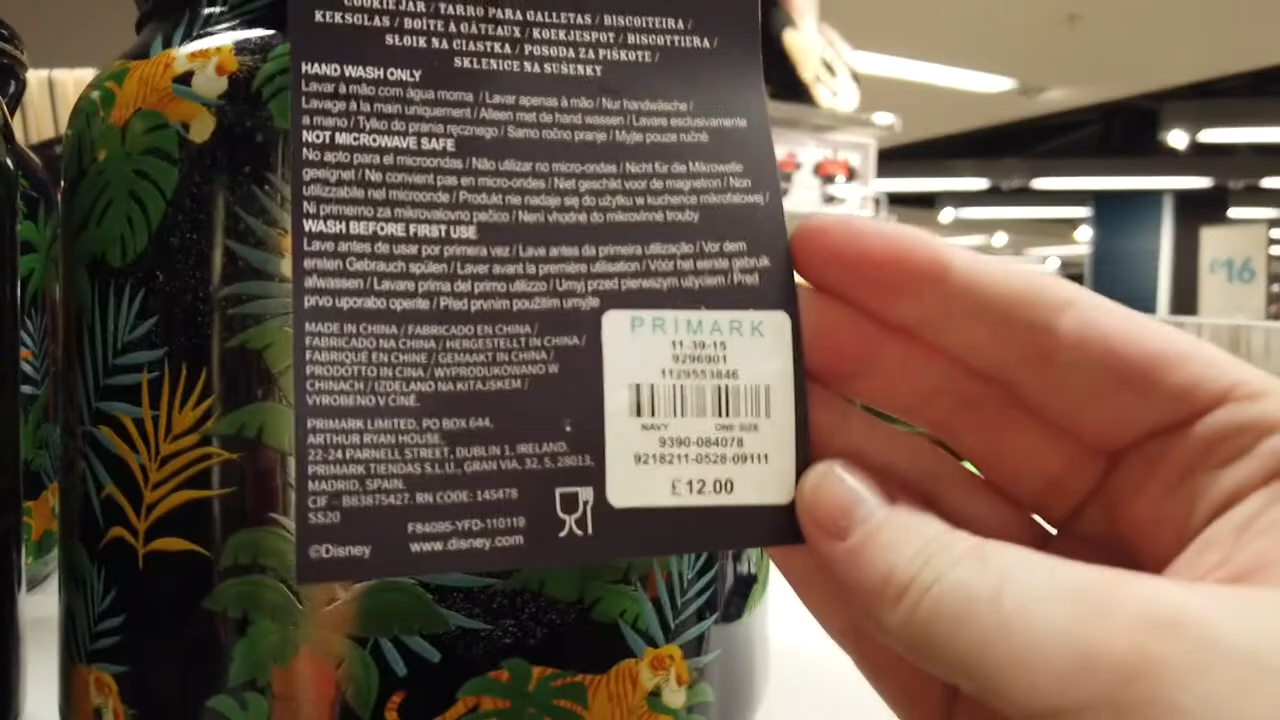 COOKIE JAR / TARRO PARA GALLETAS / BISCOITEIRA /
KEKSGLAS / BOÎTE À GÂTEAUX / KOEKJESPOT / BISCOTTIERA /
SŁOIK NA CIASTKA / POSODA ZA PIŠKOTE /
SKLENICE NA SUŠENKY
HAND WASH ONLY
Lavar à mão com água morna / Lavar apenas à mão / Nur handwäsche /
Lavage à la main uniquement / Alleen met de hand wassen / Lavare esclusivamente
a mano / Tylko do prania ręcznego / Samo ročno pranje / Myjte pouze ručně
NOT MICROWAVE SAFE
No apto para el microondas / Não utilizar no micro-ondas / Nicht für die Mikrowelle
geeignet / Ne convient pas en micro-ondes / Niet geschikt voor de magnetron / Non
utilizzabile nel microonde / Produkt nie nadaje się do użytku w kuchence mikrofalowej /
Ni primerno za mikrovalovno pečico / Není vhodné do mikrovlnné trouby
WASH BEFORE FIRST USE
Lave antes de usar por primera vez / Lave antes da primeira utilização / Vor dem
ersten Gebrauch spülen / Laver avant la première utilisation / Vóór het eerste gebruik
afwassen / Lavare prima del primo utilizzo / Umyj przed pierwszym użyciem / Pred
prvo uporabo operite / Před prvním použitím umyjte
MADE IN CHINA / FABRICADO EN CHINA /
FABRICADO NA CHINA / HERGESTELLT IN CHINA /
FABRIQUÉ EN CHINE / GEMAAKT IN CHINA /
PRODOTTO IN CINA / WYPRODUKOWANO W
CHINACH / IZDELANO NA KITAJSKEM /
VYROBENO V ČÍNĚ.
PRIMARK LIMITED, PO BOX 644,
ARTHUR RYAN HOUSE,
22-24 PARNELL STREET, DUBLIN 1, IRELAND.
PRIMARK TIENDAS S.L.U., GRAN VIA, 32, 5, 28013,
MADRID, SPAIN.
CIF - B83875427. RN CODE: 145478
SS20
F84095-YFD-110119
©Disney
www.disney.com
PRIMARK
11-39-15
9296901
1129553846
NAVY ONE SIZE
9390-084078
9218211-0528-09111
£12.00
£16